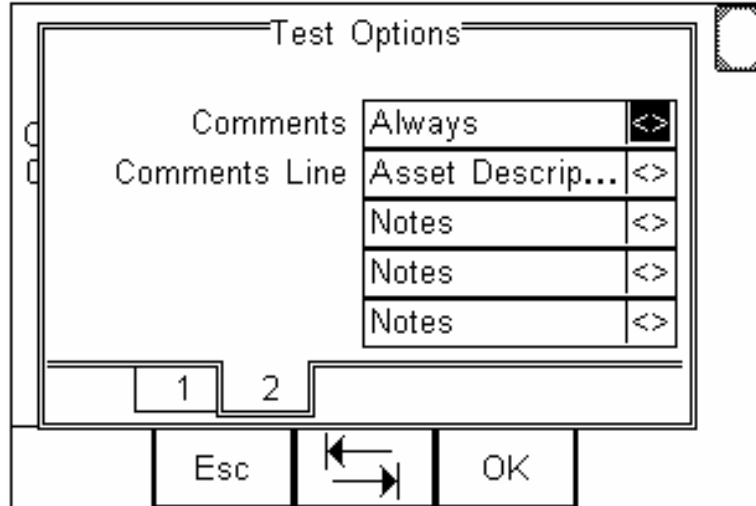 Test Options
Comments Always <>
Comments Line Asset Descrip... <>
Notes <>
Notes <>
Notes <>
1 2
Esc OK